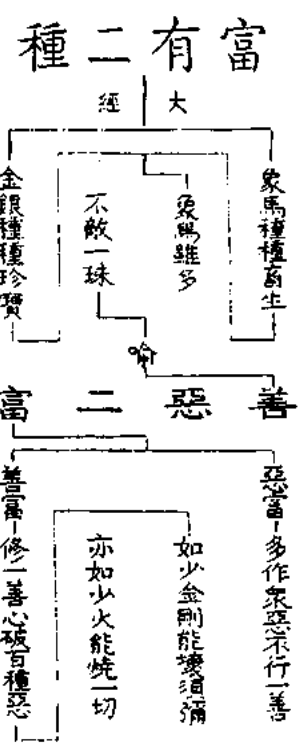 富有二種
大經
象馬種種畜生
象馬雖多
不敵一珠
金銀種種珍寶
喻
善惡二富
惡富-多作衆惡不行一善
如少金剛能壞須彌
亦如少火能燒一切
善富-修一善心破百種惡